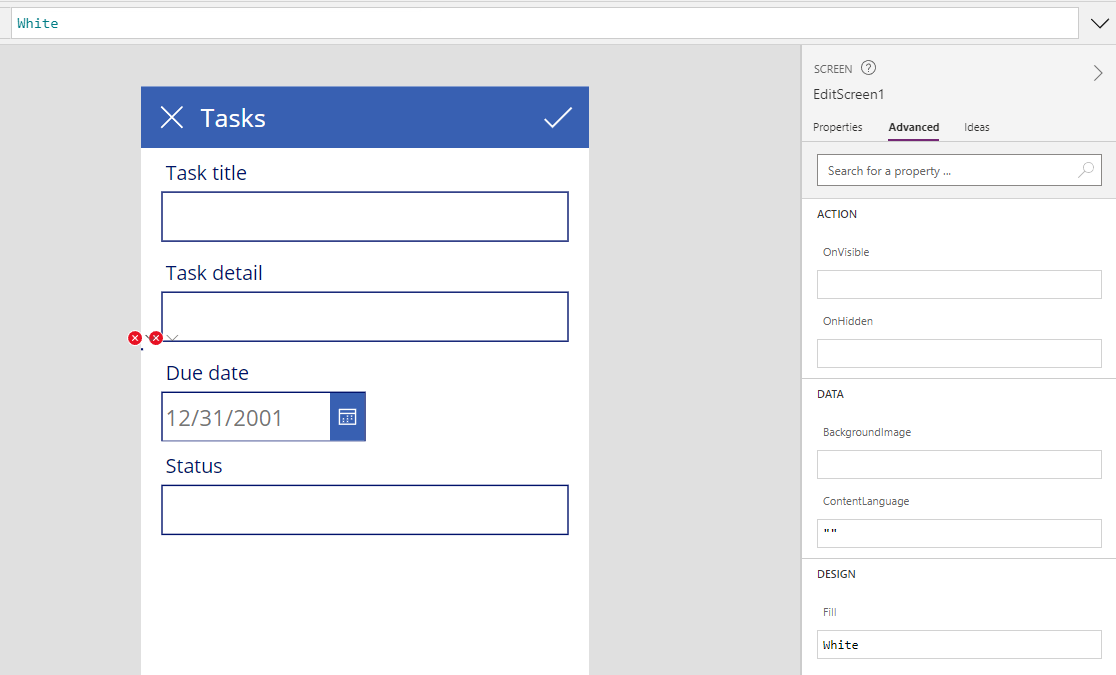 White
Tasks
Task title
Task detail
Due date
12/31/2001
Status
SCREEN ?
EditScreen1
Properties Advanced Ideas
Search for a property ...
ACTION
OnVisible
OnHidden
DATA
BackgroundImage
ContentLanguage
""
DESIGN
Fill
White